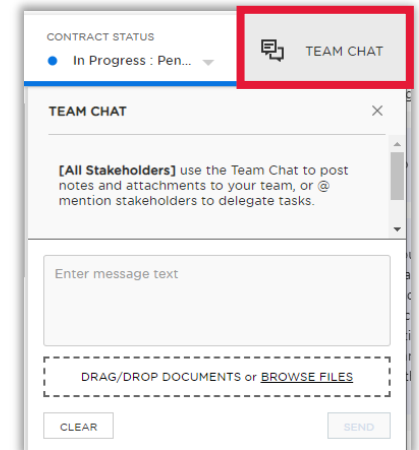 CONTRACT STATUS
In Progress : Pen...
TEAM CHAT
TEAM CHAT
[All Stakeholders] use the Team Chat to post
notes and attachments to your team, or @
mention stakeholders to delegate tasks.
Enter message text
DRAG/DROP DOCUMENTS or BROWSE FILES
CLEAR
SEND